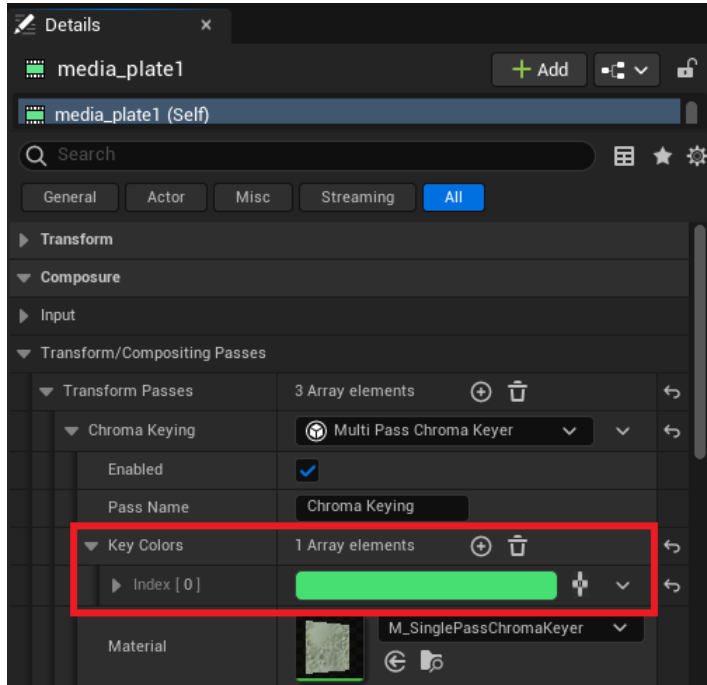 Details ×
media_plate1 + Add
media_plate1 (Self)
Search
General Actor Misc Streaming All
Transform
Composure
Input
Transform/Compositing Passes
Transform Passes 3 Array elements
Chroma Keying Multi Pass Chroma Keyer
Enabled
Pass Name Chroma Keying
Key Colors 1 Array elements
Index [ 0 ]
Material M_SinglePassChromaKeyer